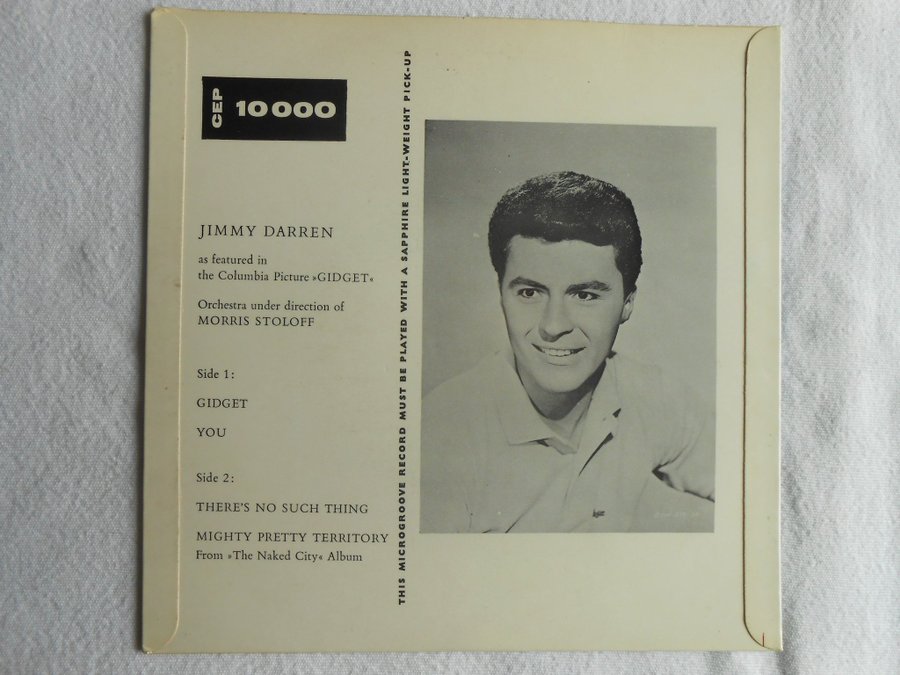 CEP 10 000
JIMMY DARREN
as featured in
the Columbia Picture »GIDGET«
Orchestra under direction of
MORRIS STOLOFF
Side 1:
GIDGET
YOU
Side 2:
THERE'S NO SUCH THING
MIGHTY PRETTY TERRITORY
From »The Naked City« Album
THIS MICROGROOVE RECORD MUST BE PLAYED WITH A SAPPHIRE LIGHT-WEIGHT PICK-UP